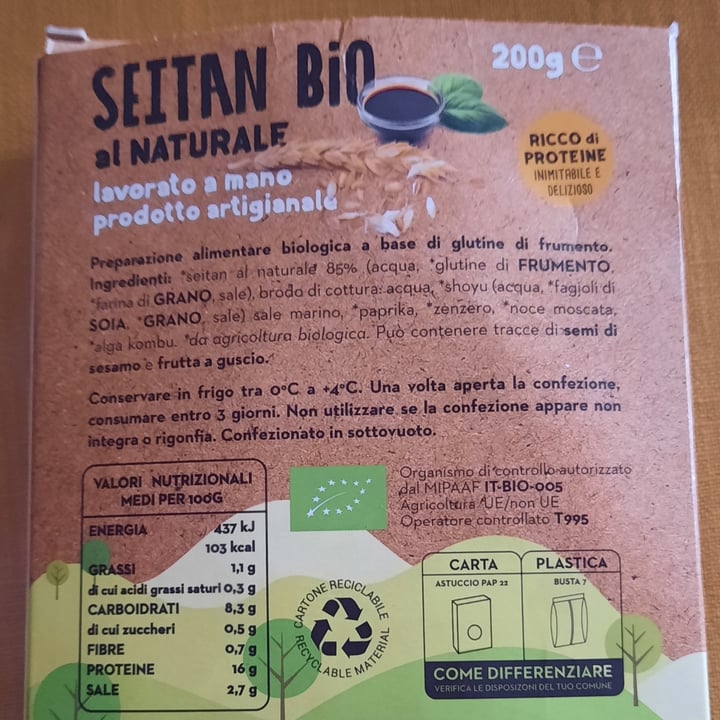 SEITAN BiO
200g e
al NATURALE
lavorato a mano
prodotto artigianale
RICCO di
PROTEINE
INIMITABILE E
DELIZIOSO
Preparazione alimentare biologica a base di glutine di frumento.
Ingredienti: *seitan al naturale 85% (acqua, *glutine di FRUMENTO,
*farina di GRANO, sale), brodo di cottura: acqua, *shoyu (acqua, *fagioli di
SOIA, *GRANO, sale) sale marino, *paprika, *zenzero, *noce moscata,
*alga kombu. *da agricoltura biologica. Può contenere tracce di semi di
sesamo e frutta a guscio.
Conservare in frigo tra 0°C a +4°C. Una volta aperta la confezione,
consumare entro 3 giorni. Non utilizzare se la confezione appare non
integra o rigonfia. Confezionato in sottovuoto.
VALORI NUTRIZIONALI
MEDI PER 100G
ENERGIA 437 kJ
103 kcal
GRASSI 1,1 g
di cui acidi grassi saturi 0,3 g
CARBOIDRATI 8,3 g
di cui zuccheri 0,5 g
FIBRE 0,7 g
PROTEINE 16 g
SALE 2,7 g
Organismo di controllo autorizzato
dal MIPAAF IT-BIO-005
Agricoltura UE/non UE
Operatore controllato T995
CARTONE RICICLABILE
RECYCLABLE MATERIAL
CARTA PLASTICA
ASTUCCIO PAP 22 BUSTA 7
COME DIFFERENZIARE
VERIFICA LE DISPOSIZONI DEL TUO COMUNE